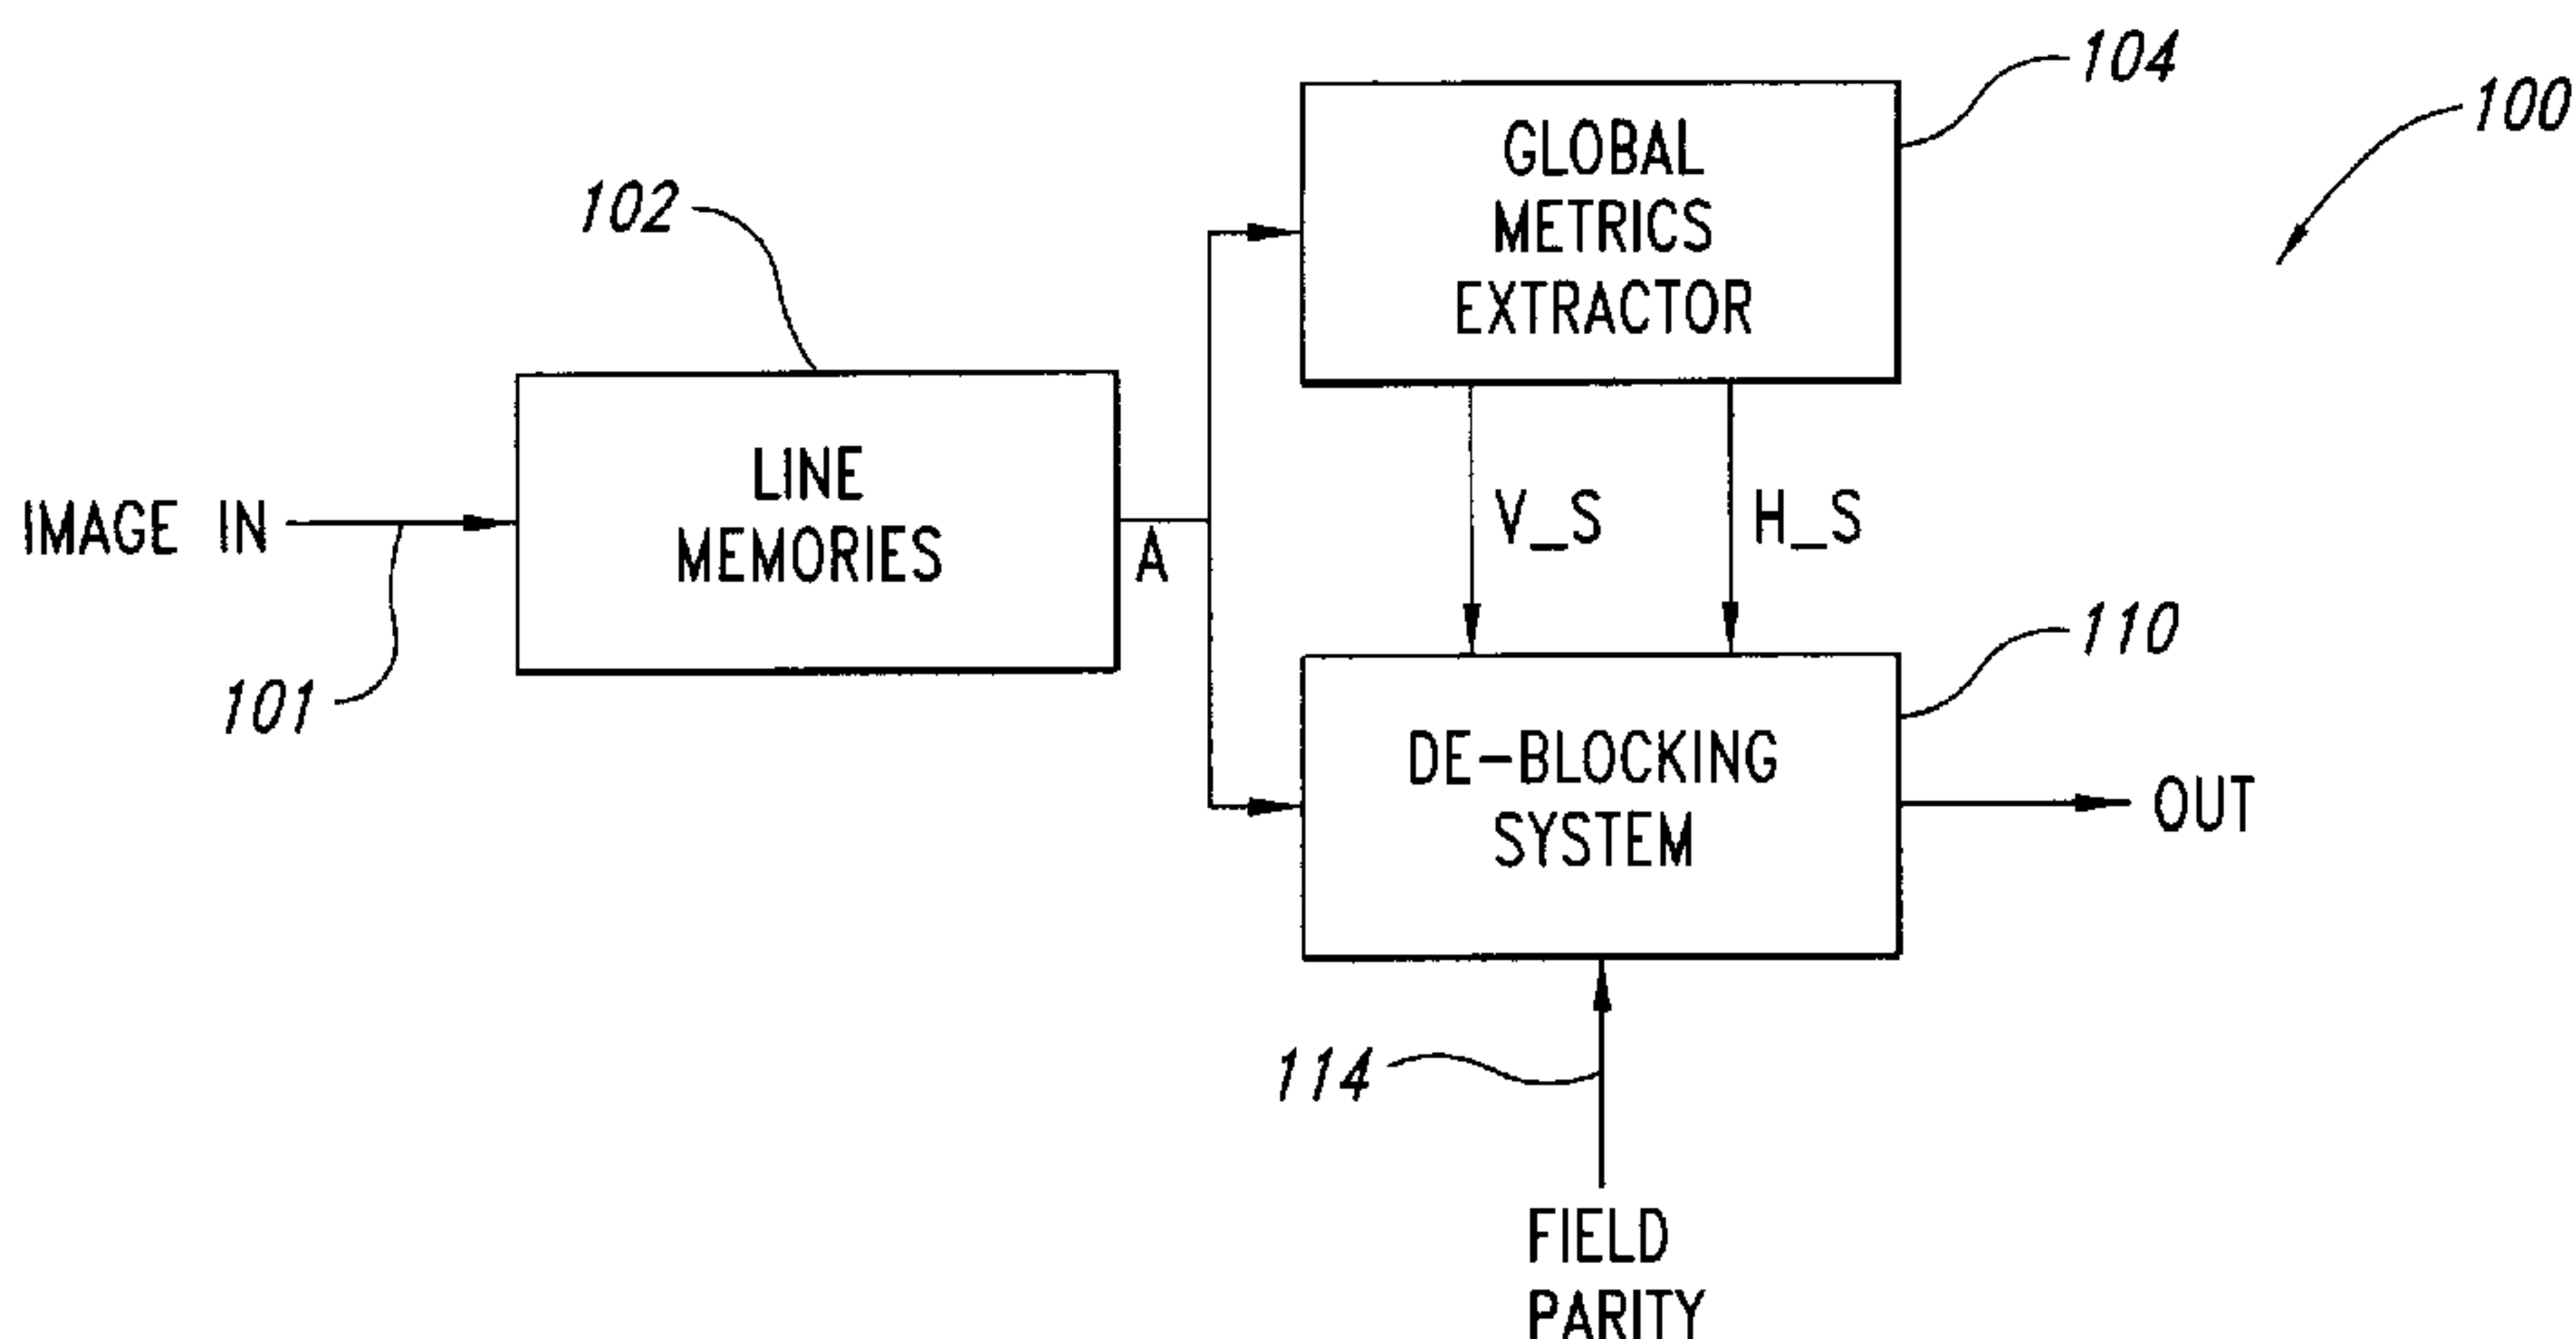 104
100
GLOBAL
METRICS
EXTRACTOR
102
LINE
MEMORIES
IMAGE IN
A
V_S
H_S
101
110
DE-BLOCKING
SYSTEM
OUT
114
FIELD
PARITY